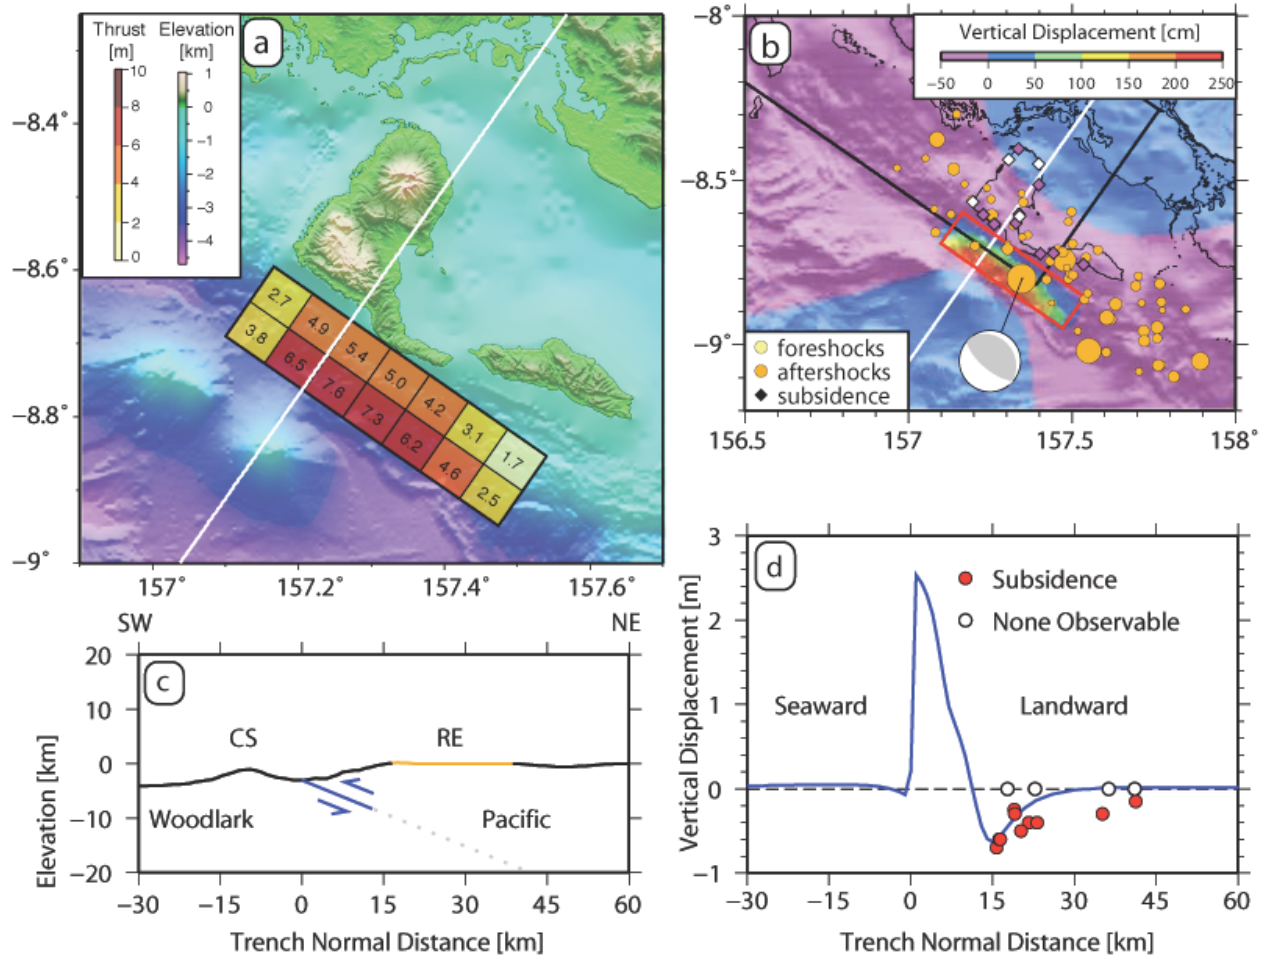 Thrust Elevation
[m] [km]
10
8
6
4
2
0
1
0
−1
−2
−3
−4
a
−8.4˚
−8.6˚
−8.8˚
−9˚
2.7 4.9 5.4 5.0 4.2 3.1 1.7
3.8 6.5 7.6 7.3 6.2 4.6 2.5
157˚ 157.2˚ 157.4˚ 157.6˚
b
Vertical Displacement [cm]
−50 0 50 100 150 200 250
−8˚
−8.5˚
−9˚
foreshocks
aftershocks
subsidence
156.5˚ 157˚ 157.5˚ 158˚
SW NE
c
20
10
0
−10
−20
Elevation [km]
CS RE
Woodlark Pacific
−30 −15 0 15 30 45 60
Trench Normal Distance [km]
d
3
2
1
0
−1
Vertical Displacement [m]
Subsidence
None Observable
Seaward Landward
−30 −15 0 15 30 45 60
Trench Normal Distance [km]